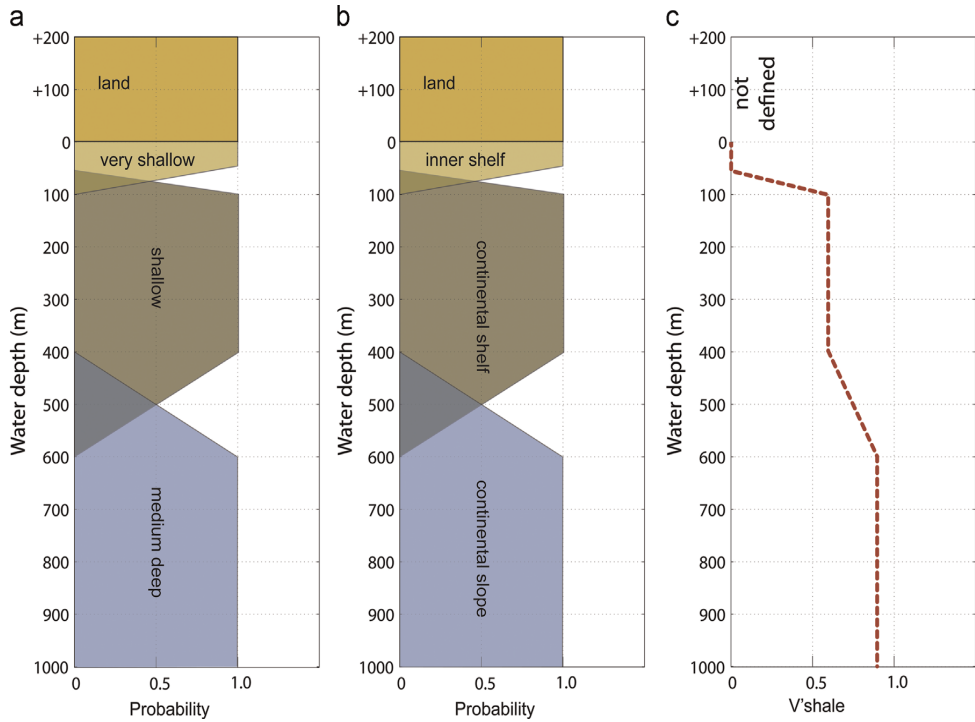 a
+200
+100
0
100
200
300
400
500
600
700
800
900
1000
Water depth (m)
land
very shallow
shallow
medium deep
0
0.5
1.0
Probability
b
+200
+100
0
100
200
300
400
500
600
700
800
900
1000
Water depth (m)
land
inner shelf
continental shelf
continental slope
0
0.5
1.0
Probability
c
+200
+100
0
100
200
300
400
500
600
700
800
900
1000
Water depth (m)
not
defined
0
0.5
1.0
V'shale